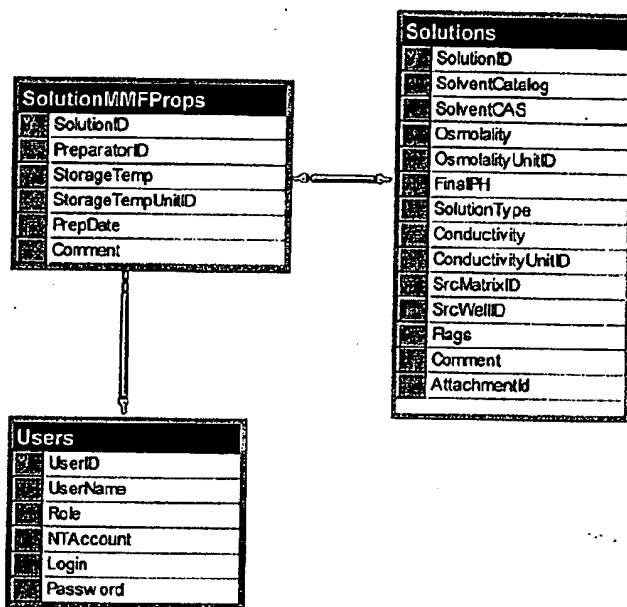 Solutions
SolutionID
SolventCatalog
SolventCAS
Osmolality
OsmolalityUnitID
FinalPH
SolutionType
Conductivity
ConductivityUnitID
SrcMatrixID
SrcWellID
Flags
Comment
AttachmentId
SolutionMMFProps
SolutionID
PreparatorID
StorageTemp
StorageTempUnitID
PrepDate
Comment
Users
UserID
UserName
Role
NTAccount
Login
Password